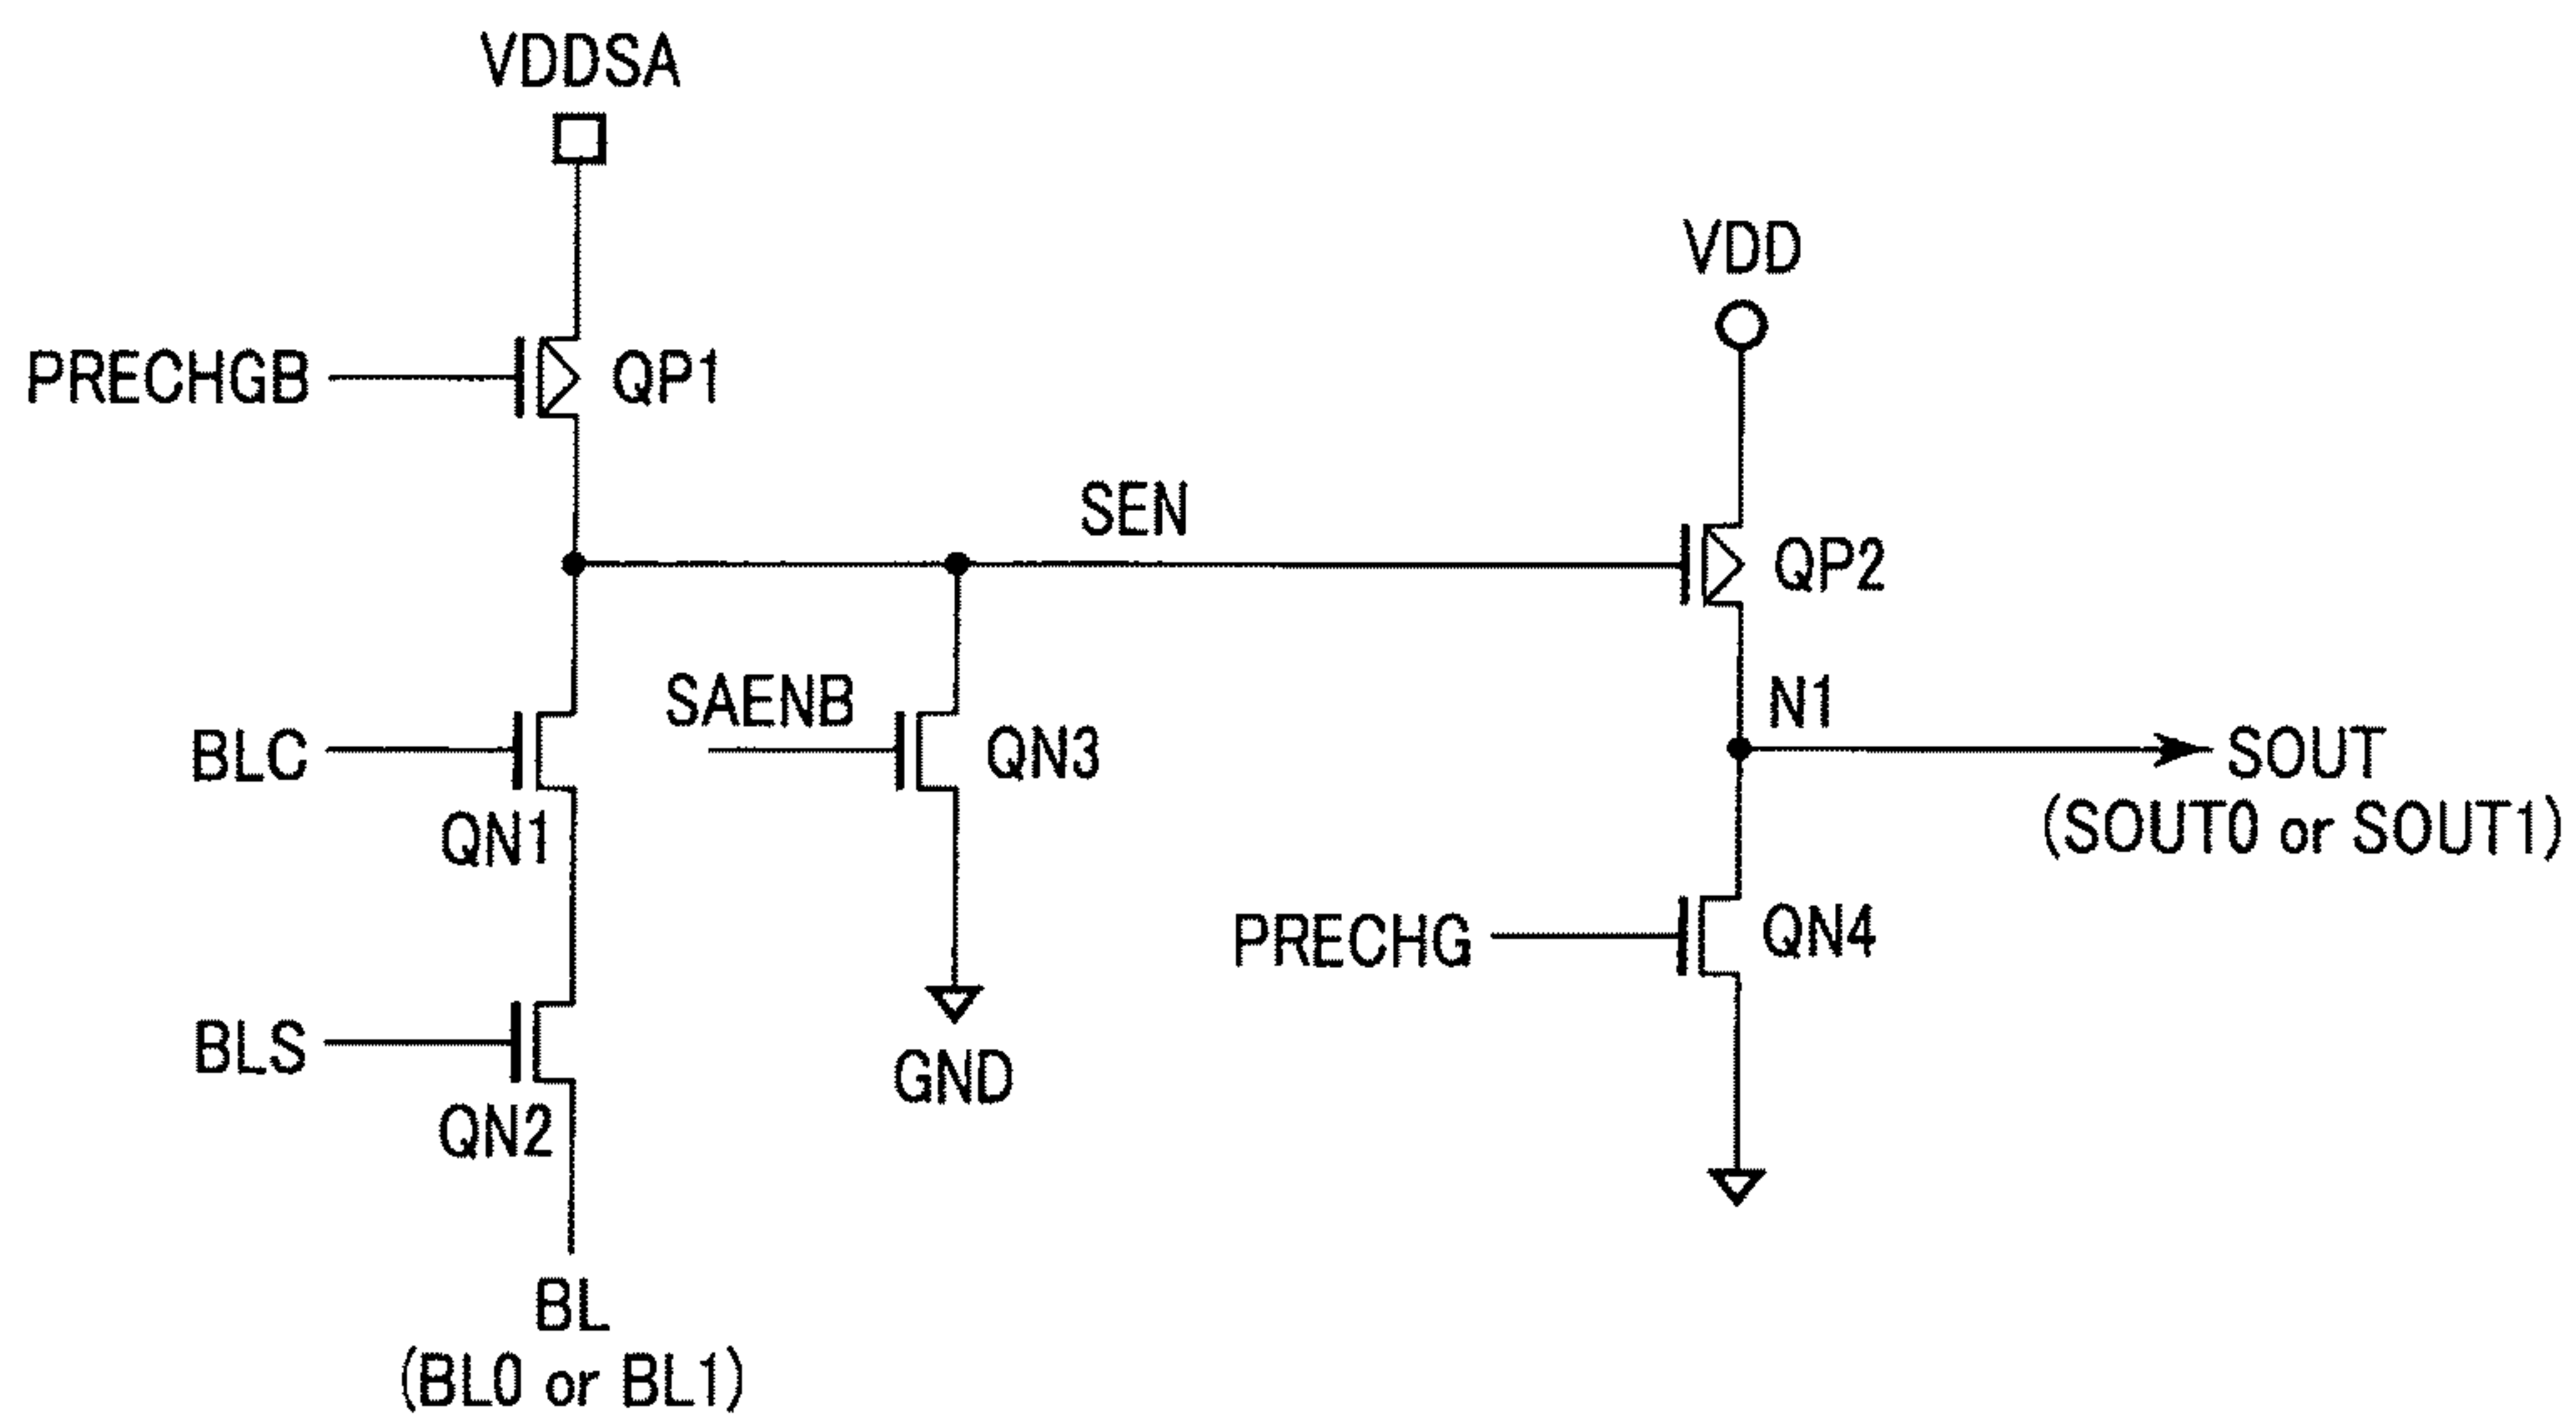 VDDSA
VDD
PRECHGB
QP1
SEN
QP2
SAENB
N1
BLC
QN3
SOUT
QN1
(SOUT0 or SOUT1)
PRECHG
QN4
BLS
GND
QN2
BL
(BL0 or BL1)